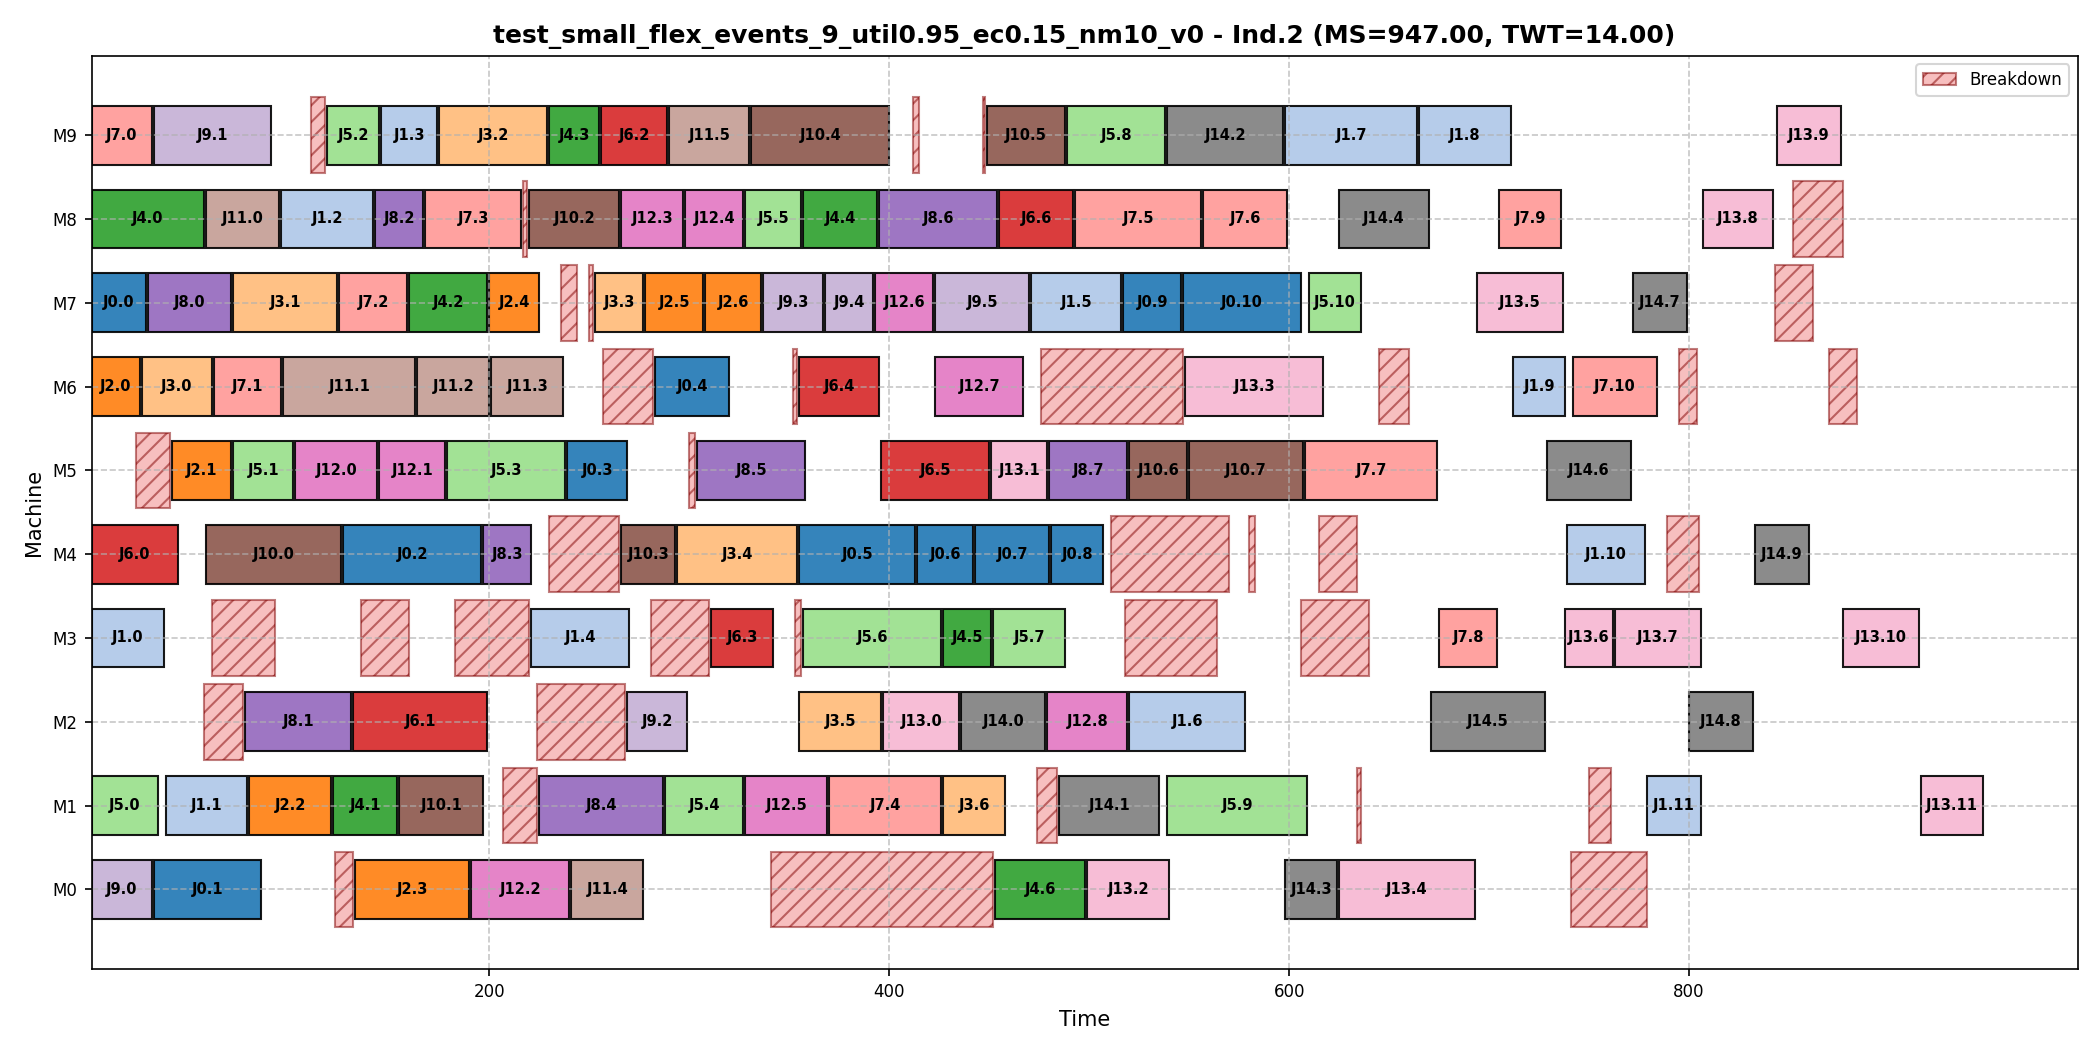 test_small_flex_events_9_util0.95_ec0.15_nm10_v0 - Ind.2 (MS=947.00, TWT=14.00)
Breakdown
M9 J7.0 J9.1 J5.2 J1.3 J3.2 J4.3 J6.2 J11.5 J10.4 J10.5 J5.8 J14.2 J1.7 J1.8 J13.9
M8 J4.0 J11.0 J1.2 J8.2 J7.3 J10.2 J12.3 J12.4 J5.5 J4.4 J8.6 J6.6 J7.5 J7.6 J14.4 J7.9 J13.8
M7 J0.0 J8.0 J3.1 J7.2 J4.2 J2.4 J3.3 J2.5 J2.6 J9.3 J9.4 J12.6 J9.5 J1.5 J0.9 J0.10 J5.10 J13.5 J14.7
M6 J2.0 J3.0 J7.1 J11.1 J11.2 J11.3 J0.4 J6.4 J12.7 J13.3 J1.9 J7.10
M5 J2.1 J5.1 J12.0 J12.1 J5.3 J0.3 J8.5 J6.5 J13.1 J8.7 J10.6 J10.7 J7.7 J14.6
M4 J6.0 J10.0 J0.2 J8.3 J10.3 J3.4 J0.5 J0.6 J0.7 J0.8 J1.10 J14.9
M3 J1.0 J1.4 J6.3 J5.6 J4.5 J5.7 J7.8 J13.6 J13.7 J13.10
M2 J8.1 J6.1 J9.2 J3.5 J13.0 J14.0 J12.8 J1.6 J14.5 J14.8
M1 J5.0 J1.1 J2.2 J4.1 J10.1 J8.4 J5.4 J12.5 J7.4 J3.6 J14.1 J5.9 J1.11 J13.11
M0 J9.0 J0.1 J2.3 J12.2 J11.4 J4.6 J13.2 J14.3 J13.4
Machine
200 400 600 800
Time